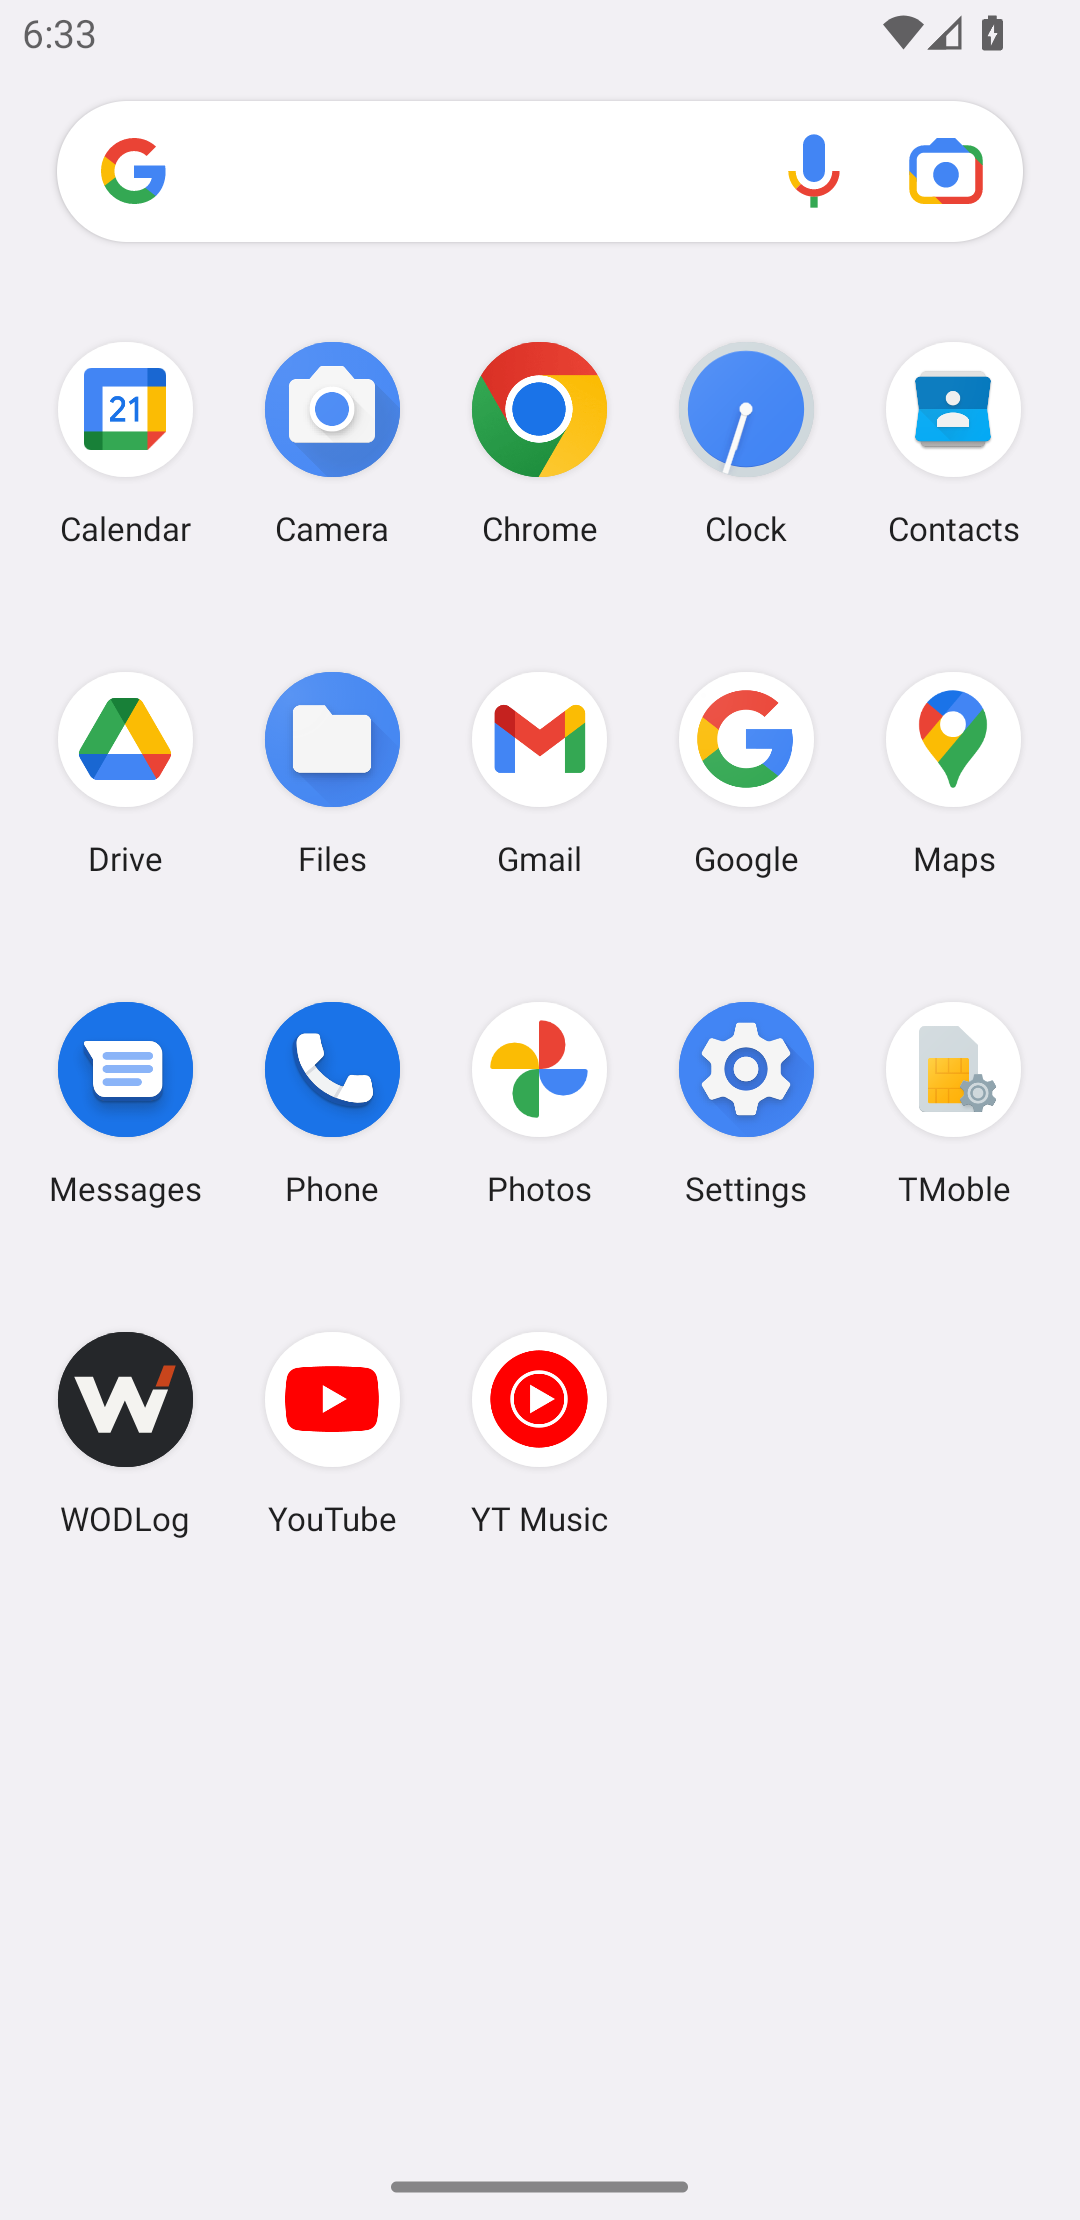 6:33
21
Calendar Camera Chrome Clock Contacts
Drive Files Gmail Google Maps
Messages Phone Photos Settings TMoble
WODLog YouTube YT Music